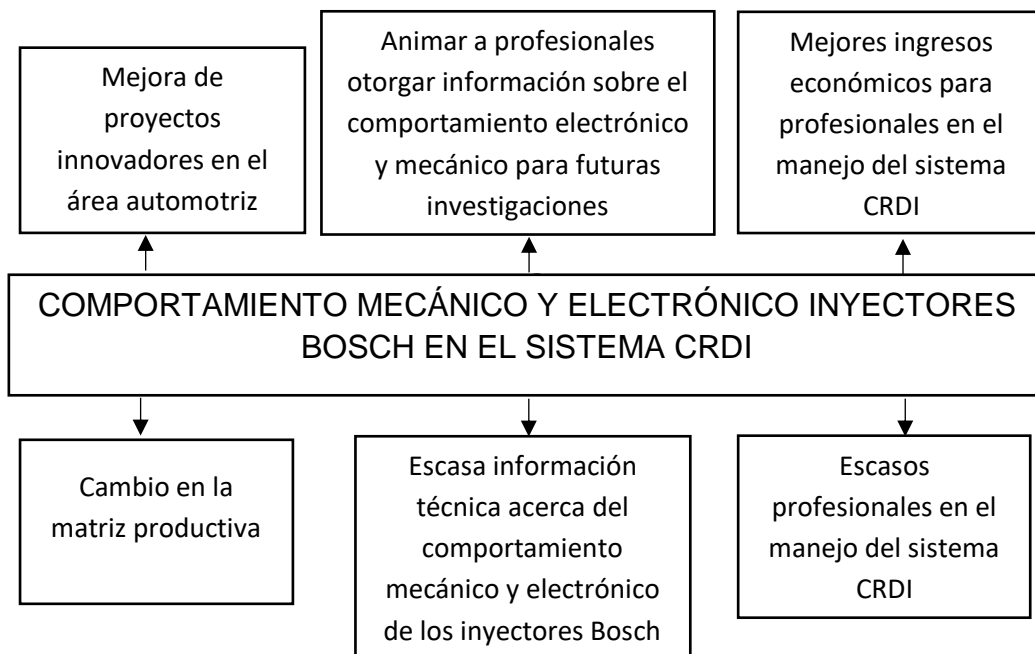 Mejora de
proyectos
innovadores en el
área automotriz
Animar a profesionales
otorgar información sobre el
comportamiento electrónico
y mecánico para futuras
investigaciones
Mejores ingresos
económicos para
profesionales en el
manejo del sistema
CRDI
COMPORTAMIENTO MECÁNICO Y ELECTRÓNICO INYECTORES
BOSCH EN EL SISTEMA CRDI
Cambio en la
matriz productiva
Escasa información
técnica acerca del
comportamiento
mecánico y electrónico
de los inyectores Bosch
Escasos
profesionales en el
manejo del sistema
CRDI